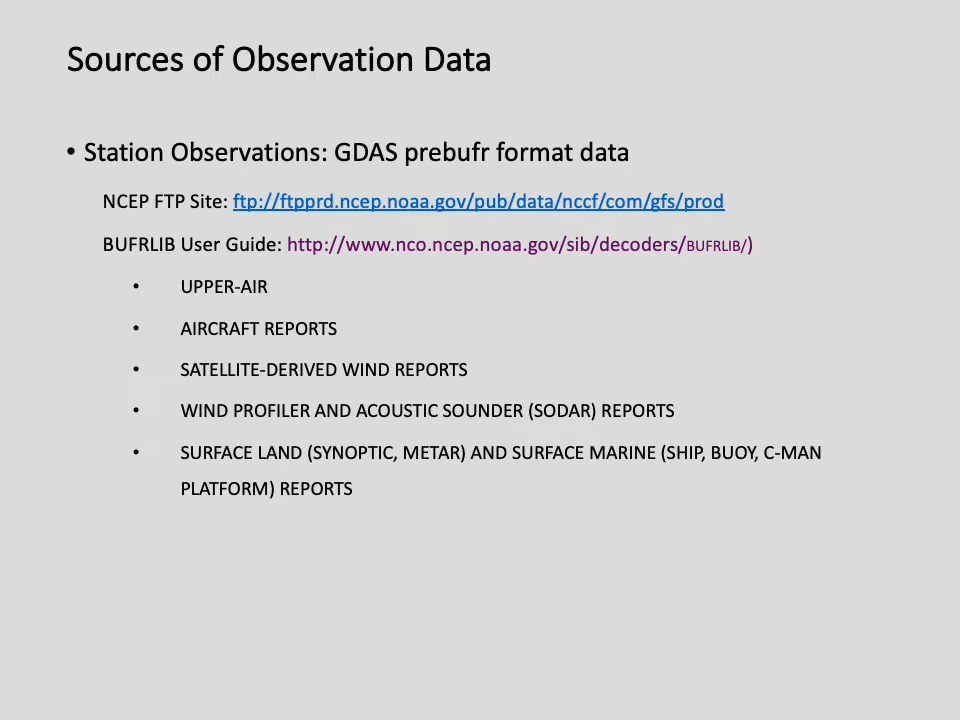 Sources of Observation Data
• Station Observations: GDAS prebufr format data
NCEP FTP Site: ftp://ftpprd.ncep.noaa.gov/pub/data/nccf/com/gfs/prod
BUFRLIB User Guide: http://www.nco.ncep.noaa.gov/sib/decoders/BUFRLIB/)
• UPPER-AIR
• AIRCRAFT REPORTS
• SATELLITE-DERIVED WIND REPORTS
• WIND PROFILER AND ACOUSTIC SOUNDER (SODAR) REPORTS
• SURFACE LAND (SYNOPTIC, METAR) AND SURFACE MARINE (SHIP, BUOY, C-MAN
PLATFORM) REPORTS